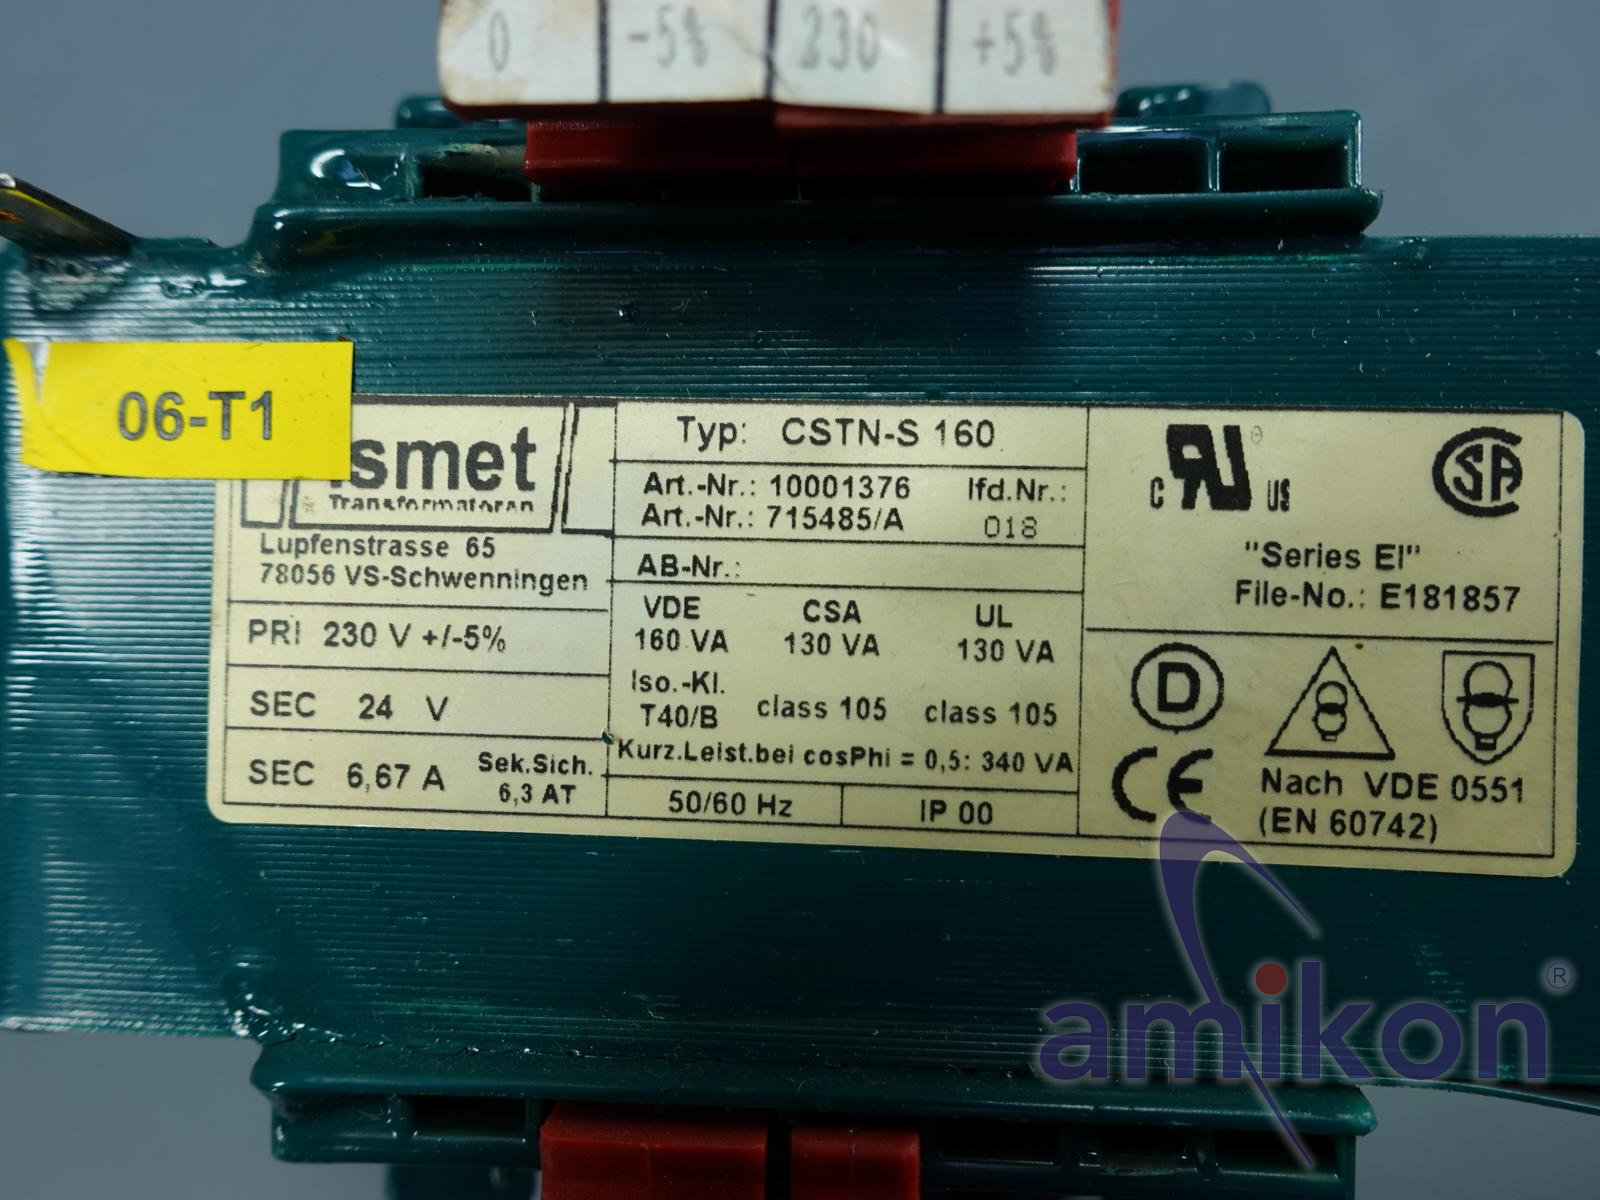 0 -5% 230 +5%
06-T1
ismet
Transformatoren
Lupfenstrasse 65
78056 VS-Schwenningen
PRI 230 V +/-5%
SEC 24 V
SEC 6,67 A Sek.Sich.
6,3 AT
Typ: CSTN-S 160
Art.-Nr.: 10001376 lfd.Nr.:
Art.-Nr.: 715485/A 018
AB-Nr.:
VDE CSA UL
160 VA 130 VA 130 VA
Iso.-Kl.
T40/B class 105 class 105
Kurz.Leist.bei cosPhi = 0,5: 340 VA
50/60 Hz IP 00
C RU ® US
CSA
"Series EI"
File-No.: E181857
D
CE
Nach VDE 0551
(EN 60742)
amikon®